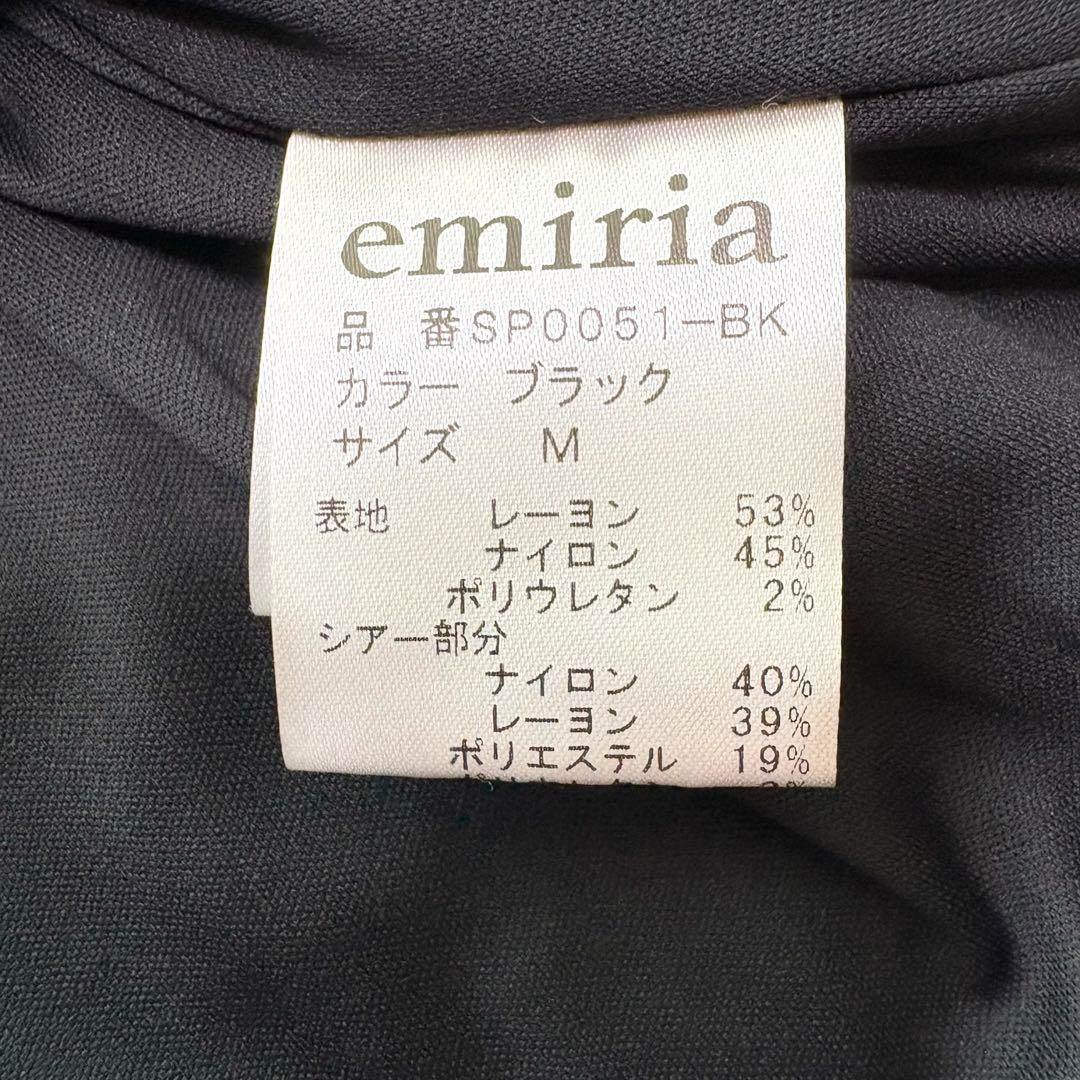 emiria
品 番SP0051-BK
カラー ブラック
サイズ M
表地 レーヨン 53%
ナイロン 45%
ポリウレタン 2%
シアー部分
ナイロン 40%
レーヨン 39%
ポリエステル 19%